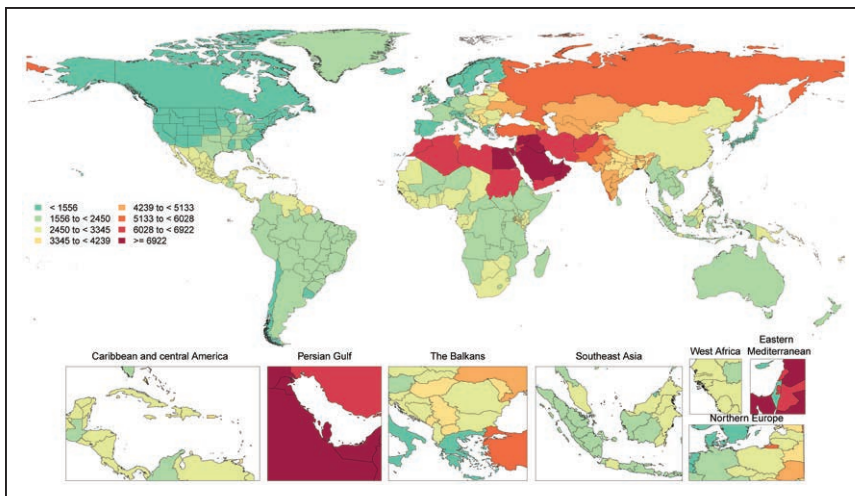 < 1556
1556 to < 2450
2450 to < 3345
3345 to < 4239
4239 to < 5133
5133 to < 6028
6028 to < 6922
>= 6922
Caribbean and central America
Persian Gulf
The Balkans
Southeast Asia
West Africa
Eastern
Mediterranean
Northern Europe